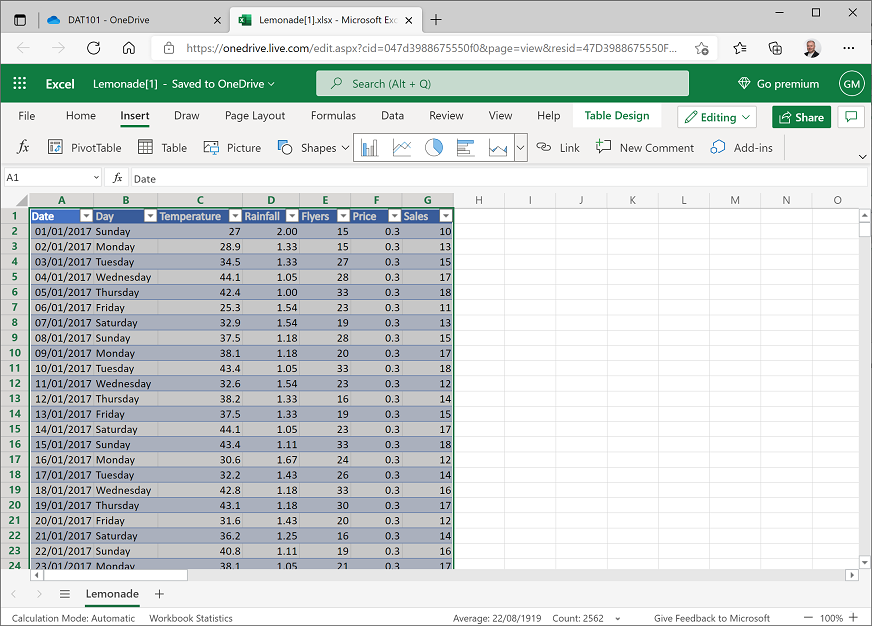 DAT101 - OneDrive Lemonade[1].xlsx - Microsoft Exc
https://onedrive.live.com/edit.aspx?cid=047d3988675550f0&page=view&resid=47D3988675550F...
Excel Lemonade[1] - Saved to OneDrive Search (Alt + Q) Go premium GM
File Home Insert Draw Page Layout Formulas Data Review View Help Table Design Editing Share
fx PivotTable Table Picture Shapes Link New Comment Add-ins
A1 fx Date
A B C D E F G H I J K L M N O
1 Date Day Temperature Rainfall Flyers Price Sales
2 01/01/2017 Sunday 27 2.00 15 0.3 10
3 02/01/2017 Monday 28.9 1.33 15 0.3 13
4 03/01/2017 Tuesday 34.5 1.33 27 0.3 15
5 04/01/2017 Wednesday 44.1 1.05 28 0.3 17
6 05/01/2017 Thursday 42.4 1.00 33 0.3 18
7 06/01/2017 Friday 25.3 1.54 23 0.3 11
8 07/01/2017 Saturday 32.9 1.54 19 0.3 13
9 08/01/2017 Sunday 37.5 1.18 28 0.3 15
10 09/01/2017 Monday 38.1 1.18 20 0.3 17
11 10/01/2017 Tuesday 43.4 1.05 33 0.3 18
12 11/01/2017 Wednesday 32.6 1.54 23 0.3 12
13 12/01/2017 Thursday 38.2 1.33 16 0.3 14
14 13/01/2017 Friday 37.5 1.33 19 0.3 15
15 14/01/2017 Saturday 44.1 1.05 23 0.3 17
16 15/01/2017 Sunday 43.4 1.11 33 0.3 18
17 16/01/2017 Monday 30.6 1.67 24 0.3 12
18 17/01/2017 Tuesday 32.2 1.43 26 0.3 14
19 18/01/2017 Wednesday 42.8 1.18 33 0.3 16
20 19/01/2017 Thursday 43.1 1.18 30 0.3 17
21 20/01/2017 Friday 31.6 1.43 20 0.3 12
22 21/01/2017 Saturday 36.2 1.25 16 0.3 14
23 22/01/2017 Sunday 40.8 1.11 19 0.3 16
24 23/01/2017 Monday 38.1 1.05 21 0.3 17
Lemonade
Calculation Mode: Automatic Workbook Statistics Average: 22/08/1919 Count: 2562 Give Feedback to Microsoft 100%